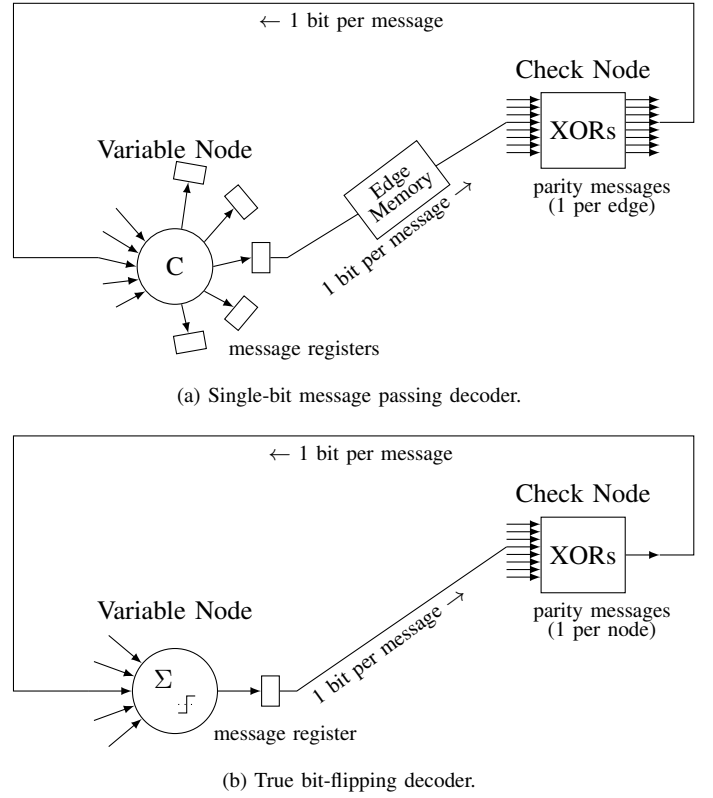 ← 1 bit per message
Check Node
XORs
Variable Node
Edge
Memory
parity messages
(1 per edge)
1 bit per message →
C
message registers
(a) Single-bit message passing decoder.
← 1 bit per message
Check Node
XORs
Variable Node
1 bit per message →
parity messages
(1 per node)
Σ
message register
(b) True bit-flipping decoder.